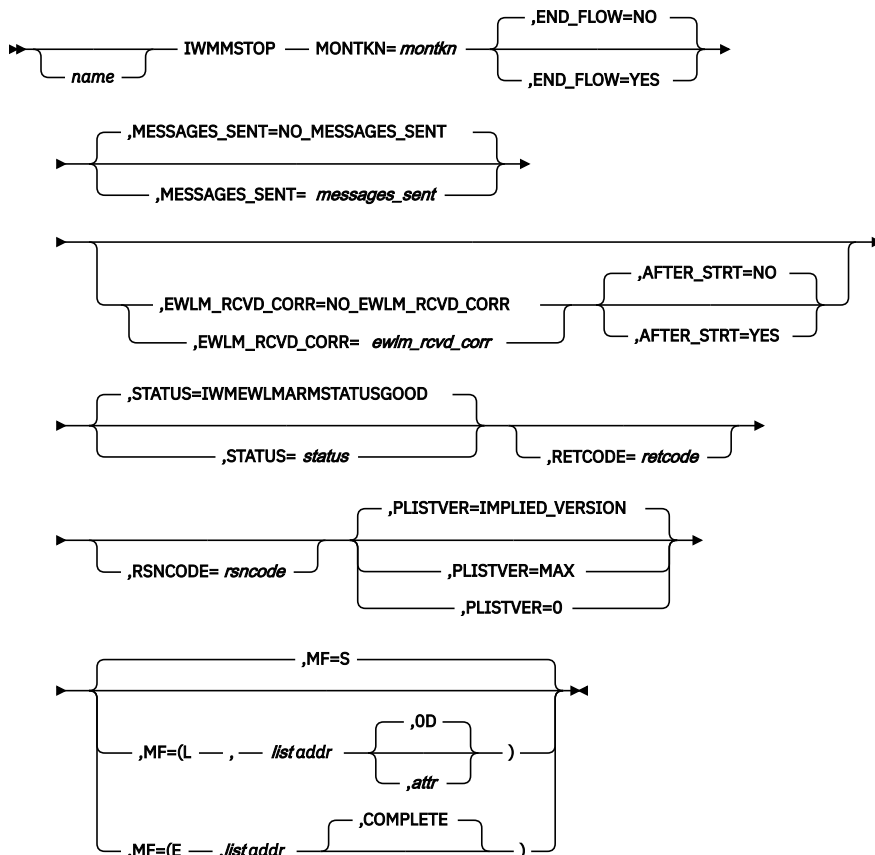 ,END_FLOW=NO
IWMMSTOP MONTKN= montkn
name
,END_FLOW=YES
,MESSAGES_SENT=NO_MESSAGES_SENT
,MESSAGES_SENT= messages_sent
,AFTER_STRT=NO
,EWLM_RCVD_CORR=NO_EWLM_RCVD_CORR
,AFTER_STRT=YES
,EWLM_RCVD_CORR= ewlm_rcvd_corr
,STATUS=IWMEWLMARMSTATUSGOOD
,STATUS= status
,RETCODE= retcode
,PLISTVER=IMPLIED_VERSION
,RSNCODE= rsncode
,PLISTVER=MAX
,PLISTVER=0
,MF=S
,0D
,MF=(L , list addr )
,attr
,COMPLETE
,MF=(E ,list addr )